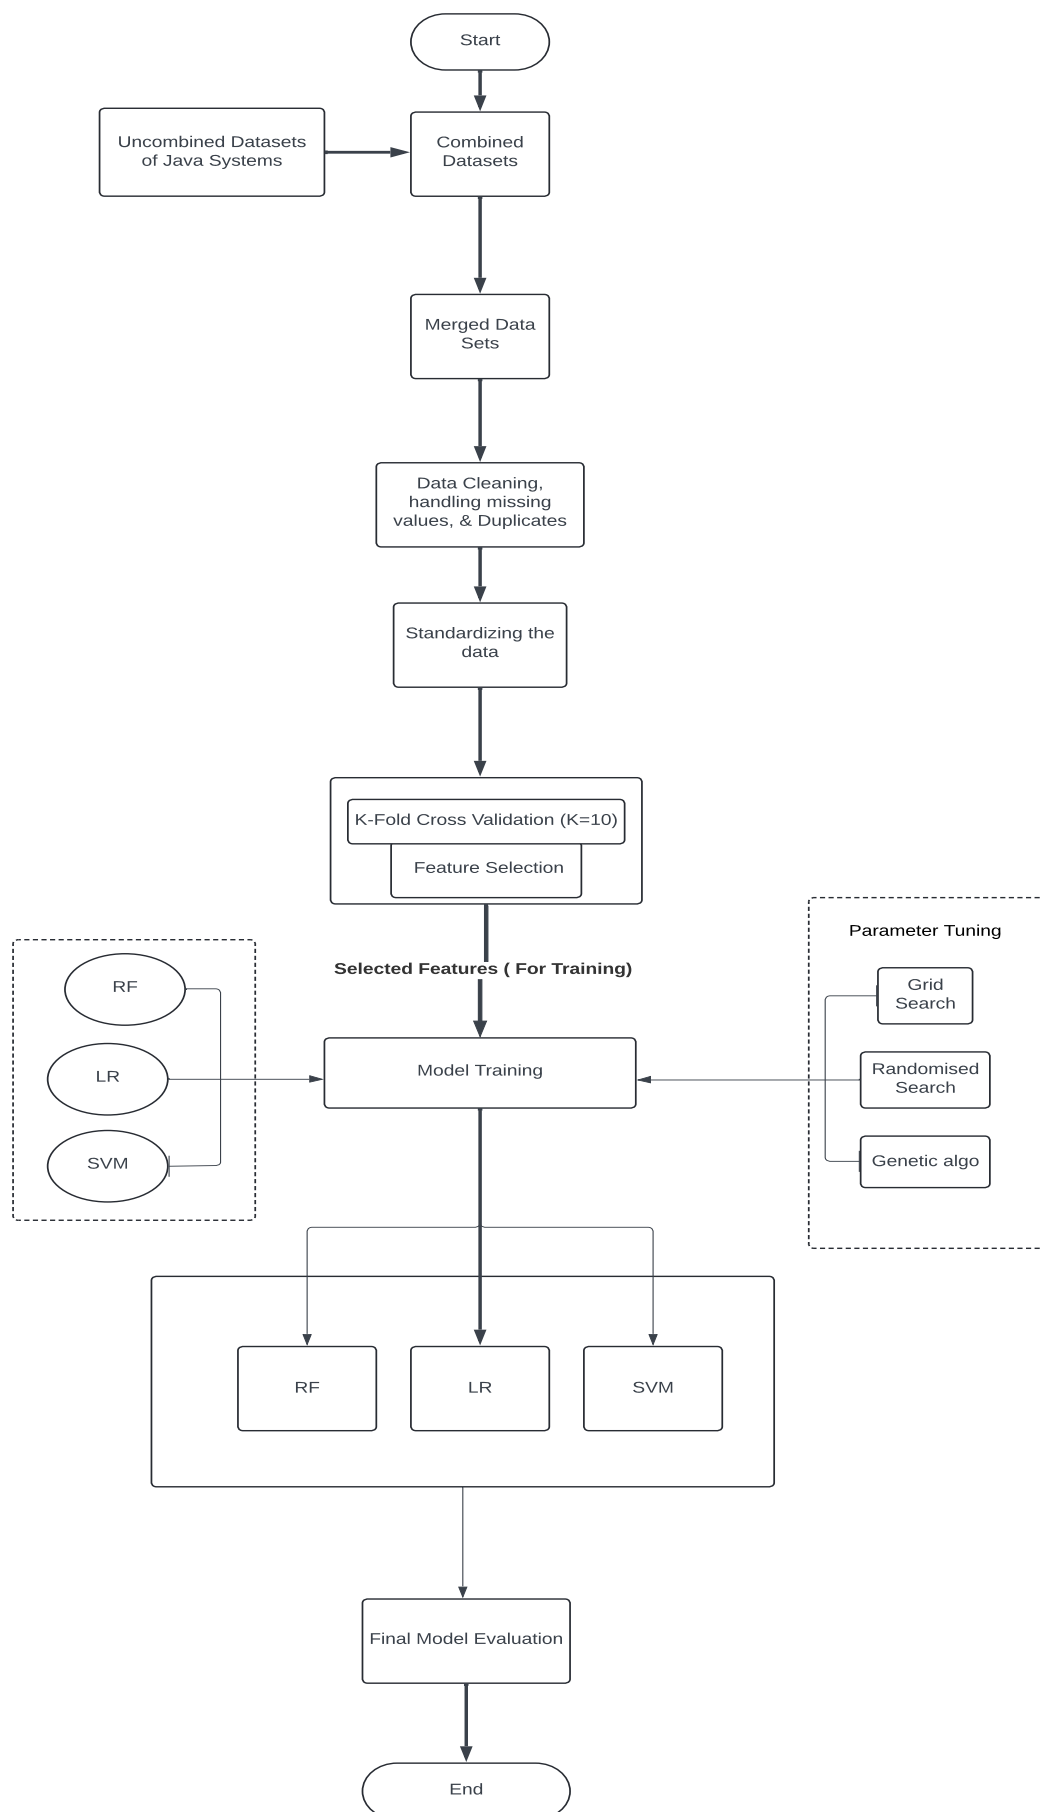 Start
Uncombined Datasets
of Java Systems
Combined
Datasets
Merged Data
Sets
Data Cleaning,
handling missing
values, & Duplicates
Standardizing the
data
K-Fold Cross Validation (K=10)
Feature Selection
Selected Features ( For Training)
RF
LR
SVM
Model Training
Parameter Tuning
Grid
Search
Randomised
Search
Genetic algo
RF
LR
SVM
Final Model Evaluation
End